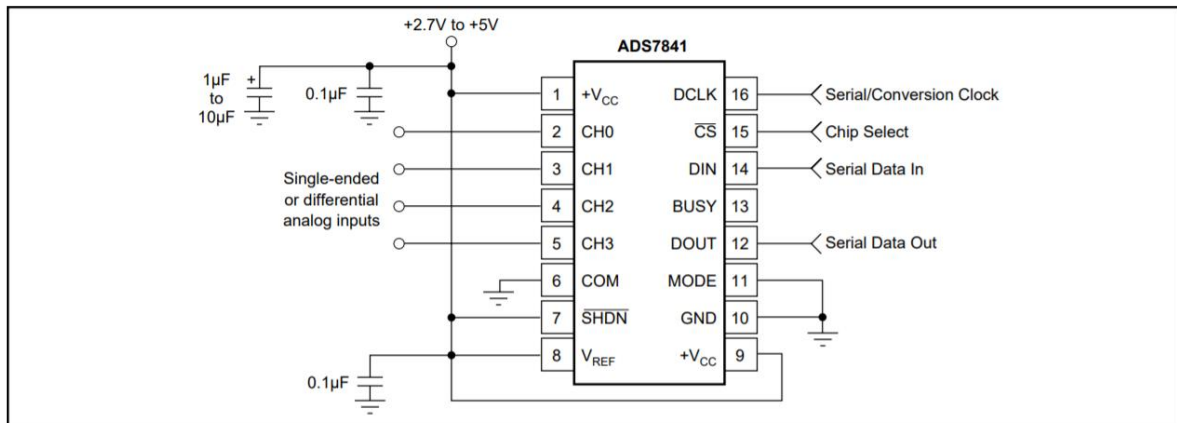 +2.7V to +5V
ADS7841
1µF
to
10µF
+
0.1µF
1 +VCC DCLK 16 Serial/Conversion Clock
2 CH0 CS 15 Chip Select
3 CH1 DIN 14 Serial Data In
Single-ended
or differential
analog inputs
4 CH2 BUSY 13
5 CH3 DOUT 12 Serial Data Out
6 COM MODE 11
7 SHDN GND 10
8 VREF +VCC 9
0.1µF